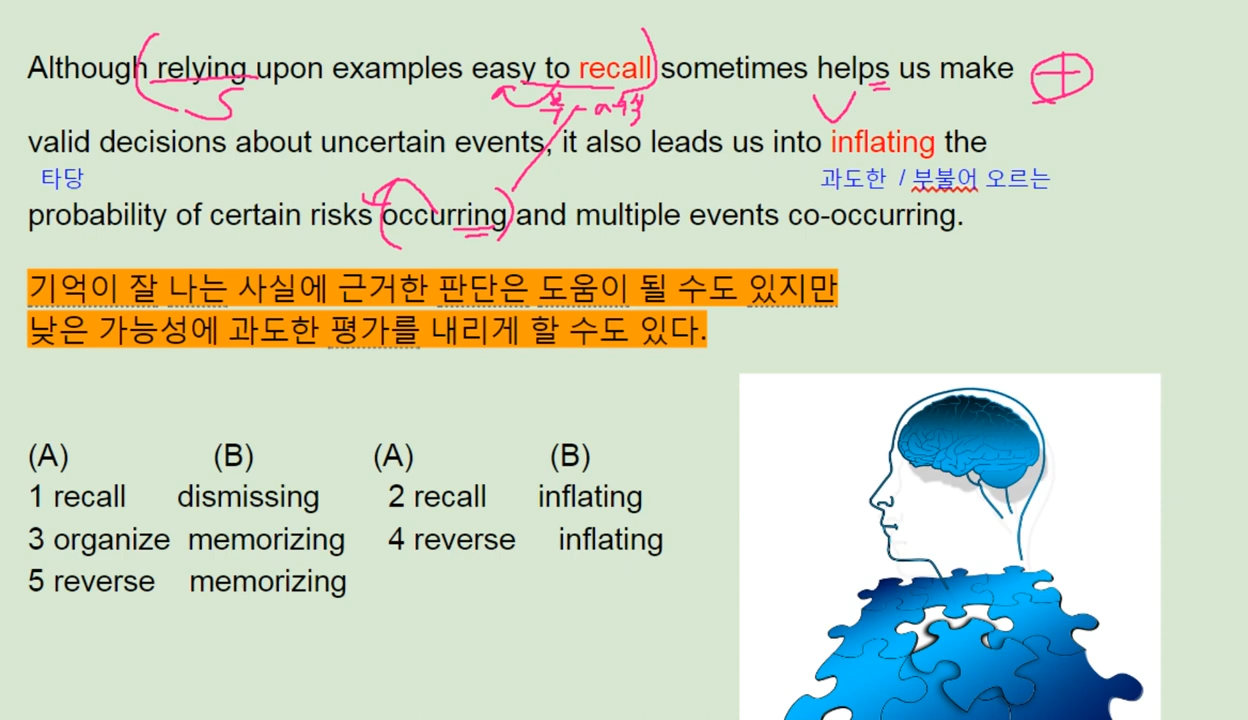 Although relying upon examples easy to recall sometimes helps us make
valid decisions about uncertain events, it also leads us into inflating the
타당 과도한 / 부불어 오르는
probability of certain risks occurring and multiple events co-occurring.
기억이 잘 나는 사실에 근거한 판단은 도움이 될 수도 있지만
낮은 가능성에 과도한 평가를 내리게 할 수도 있다.
(A) (B) (A) (B)
1 recall dismissing 2 recall inflating
3 organize memorizing 4 reverse inflating
5 reverse memorizing